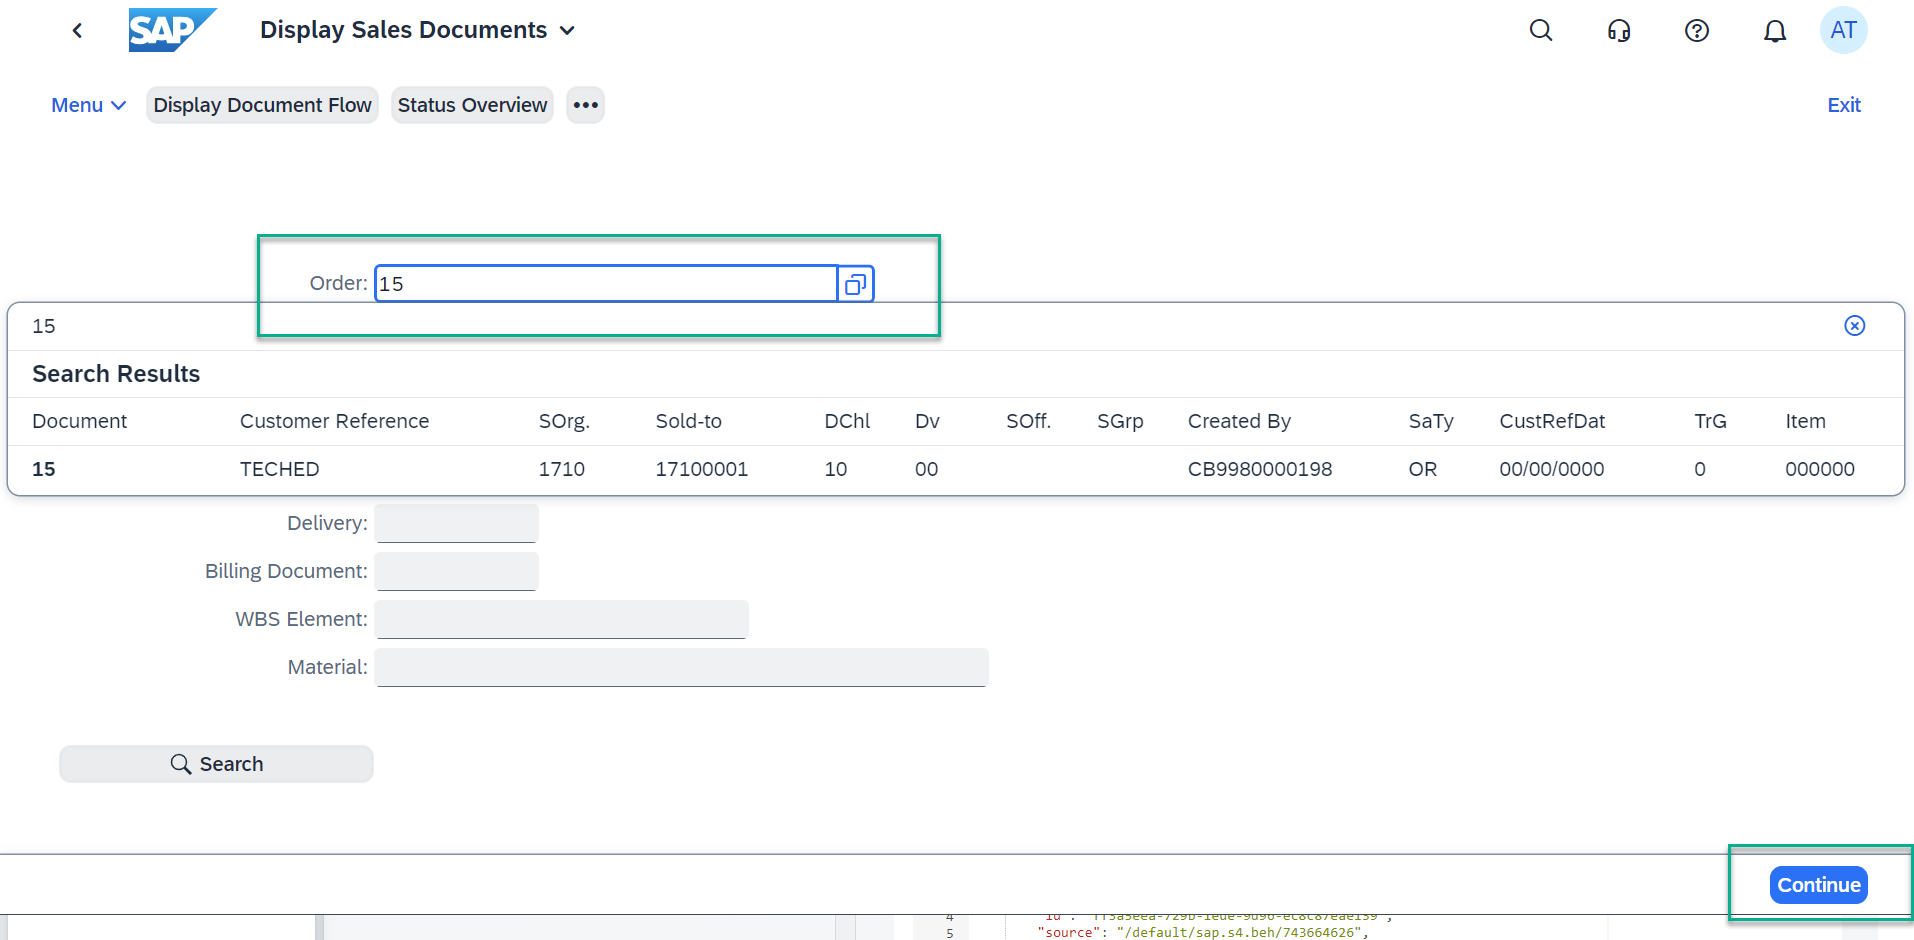 SAP Display Sales Documents AT
Menu Display Document Flow Status Overview ••• Exit
Order: 15
15
Search Results
Document Customer Reference SOrg. Sold-to DChl Dv SOff. SGrp Created By SaTy CustRefDat TrG Item
15 TECHED 1710 17100001 10 00 CB9980000198 OR 00/00/0000 0 000000
Delivery:
Billing Document:
WBS Element:
Material:
Search
Continue
4
5 "source": "/default/sap.s4.beh/743664626",